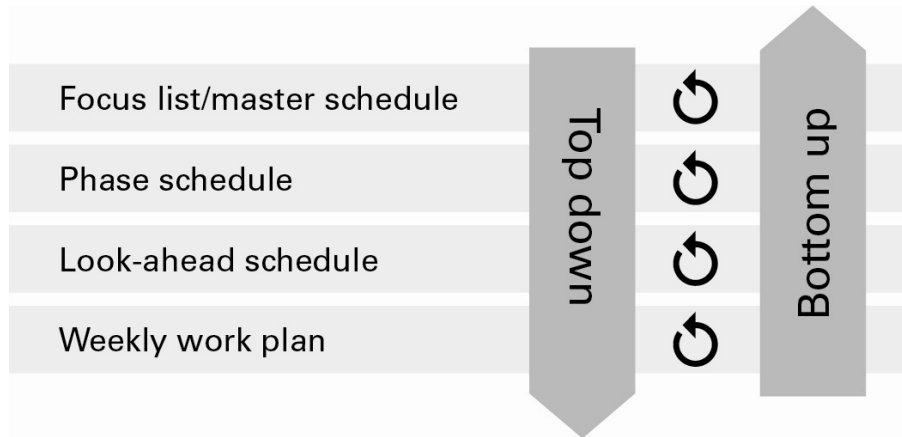 Focus list/master schedule
Phase schedule
Look-ahead schedule
Weekly work plan
Top down
Bottom up